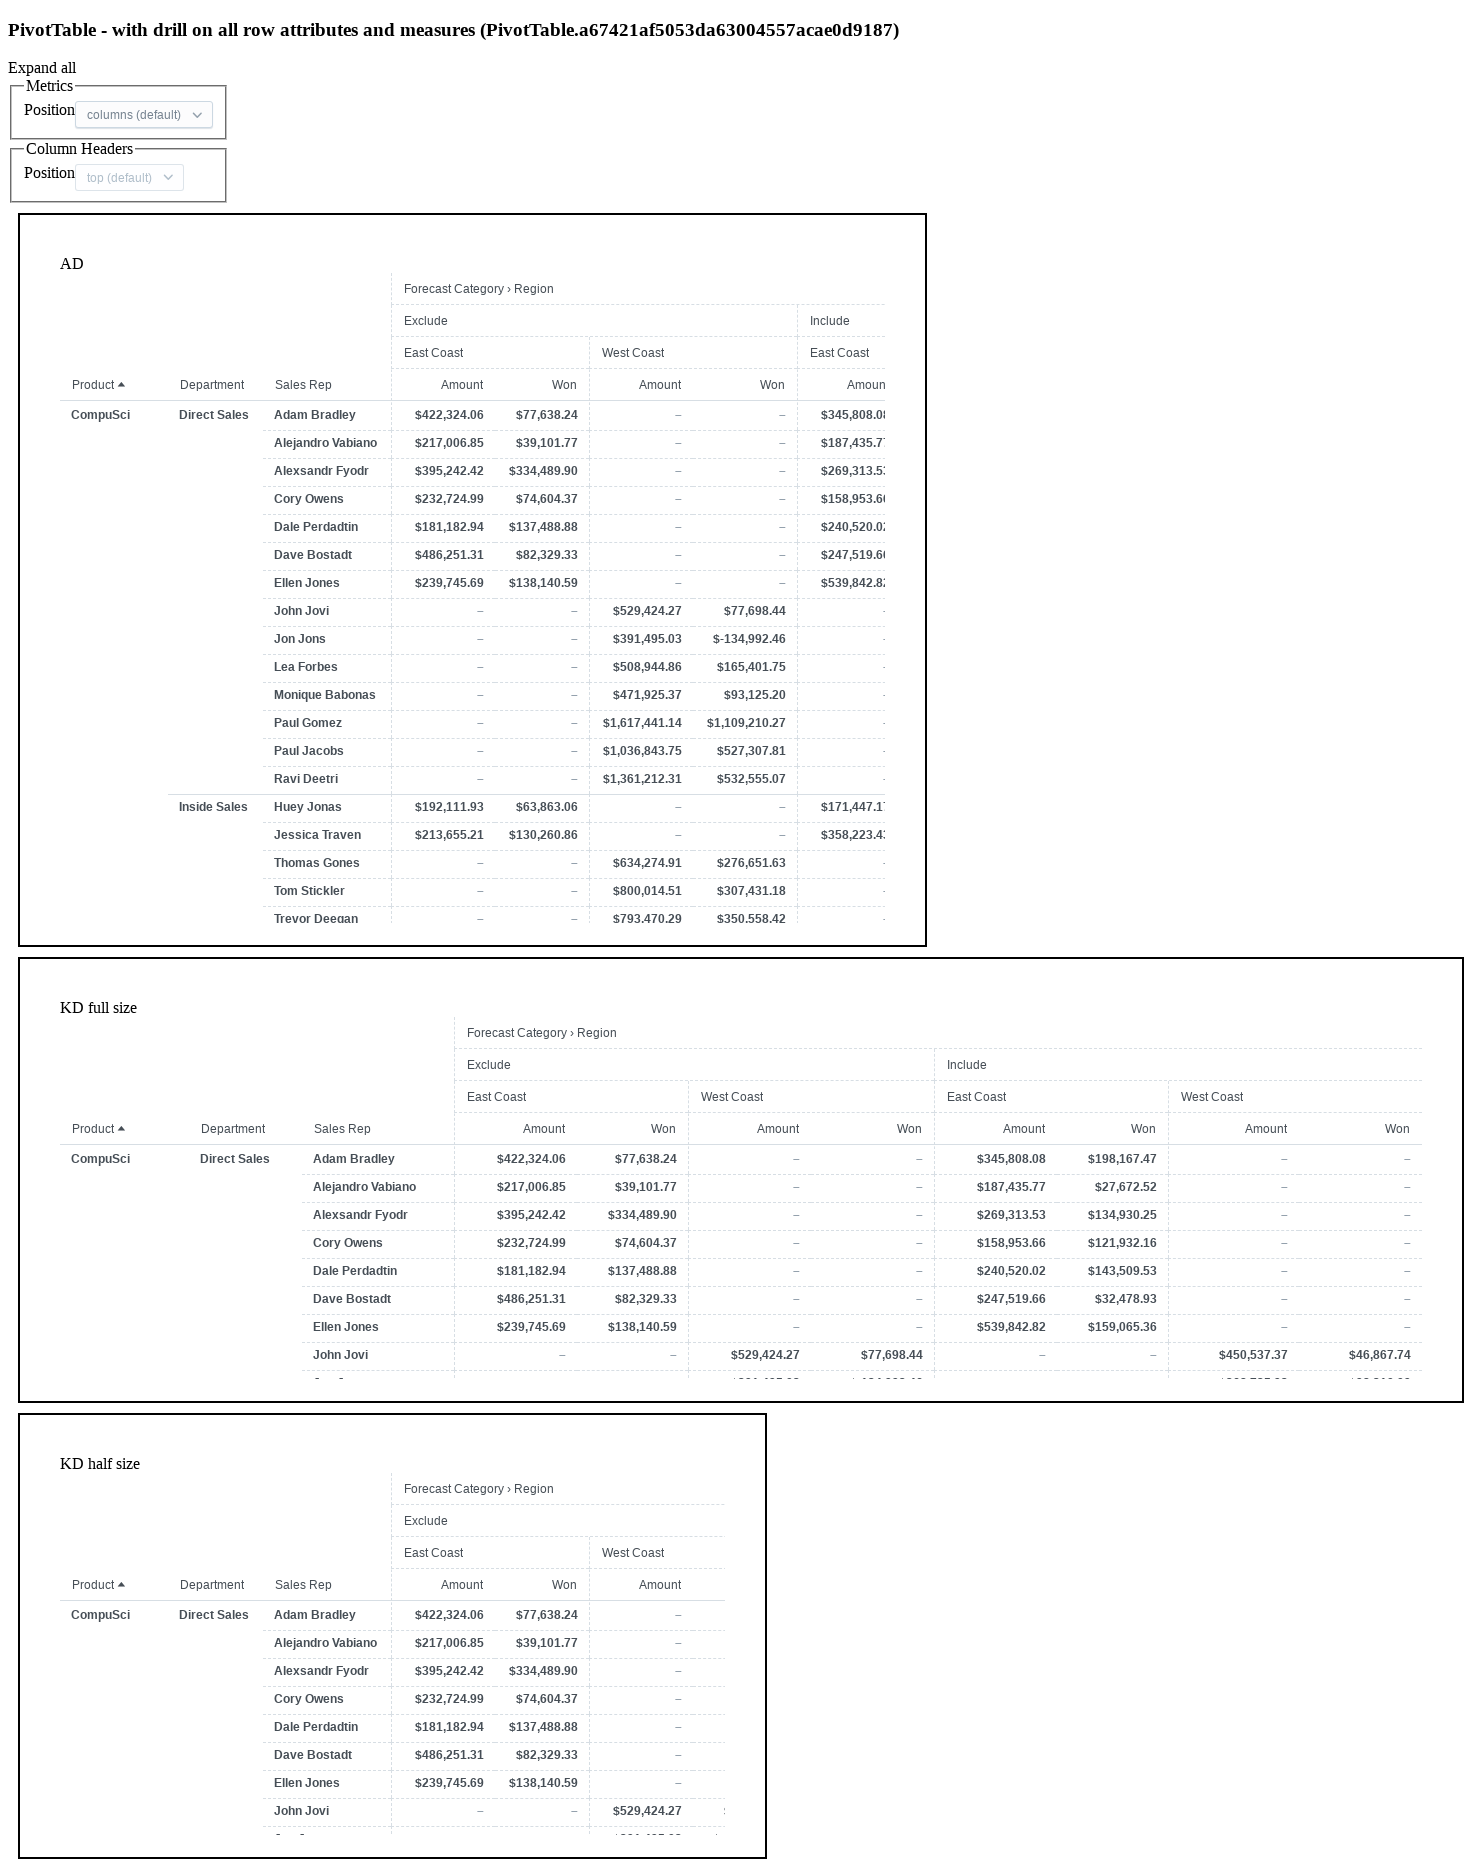 PivotTable - with drill on all row attributes and measures (PivotTable.a67421af5053da63004557acae0d9187)
Expand all
Metrics
Position columns (default)
Column Headers
Position top (default)
AD
Forecast Category › Region
Exclude Include
East Coast West Coast East Coast
Product Department Sales Rep Amount Won Amount Won Amoun
CompuSci Direct Sales Adam Bradley $422,324.06 $77,638.24 – – $345,808.08
Alejandro Vabiano $217,006.85 $39,101.77 – – $187,435.77
Alexsandr Fyodr $395,242.42 $334,489.90 – – $269,313.53
Cory Owens $232,724.99 $74,604.37 – – $158,953.66
Dale Perdadtin $181,182.94 $137,488.88 – – $240,520.02
Dave Bostadt $486,251.31 $82,329.33 – – $247,519.66
Ellen Jones $239,745.69 $138,140.59 – – $539,842.82
John Jovi – – $529,424.27 $77,698.44 –
Jon Jons – – $391,495.03 $-134,992.46 –
Lea Forbes – – $508,944.86 $165,401.75 –
Monique Babonas – – $471,925.37 $93,125.20 –
Paul Gomez – – $1,617,441.14 $1,109,210.27 –
Paul Jacobs – – $1,036,843.75 $527,307.81 –
Ravi Deetri – – $1,361,212.31 $532,555.07 –
Inside Sales Huey Jonas $192,111.93 $63,863.06 – – $171,447.17
Jessica Traven $213,655.21 $130,260.86 – – $358,223.43
Thomas Gones – – $634,274.91 $276,651.63 –
Tom Stickler – – $800,014.51 $307,431.18 –
Trevor Deegan – – $793,470.29 $350,558.42 –
KD full size
Forecast Category › Region
Exclude Include
East Coast West Coast East Coast West Coast
Product Department Sales Rep Amount Won Amount Won Amount Won Amount Won
CompuSci Direct Sales Adam Bradley $422,324.06 $77,638.24 – – $345,808.08 $198,167.47 – –
Alejandro Vabiano $217,006.85 $39,101.77 – – $187,435.77 $27,672.52 – –
Alexsandr Fyodr $395,242.42 $334,489.90 – – $269,313.53 $134,930.25 – –
Cory Owens $232,724.99 $74,604.37 – – $158,953.66 $121,932.16 – –
Dale Perdadtin $181,182.94 $137,488.88 – – $240,520.02 $143,509.53 – –
Dave Bostadt $486,251.31 $82,329.33 – – $247,519.66 $32,478.93 – –
Ellen Jones $239,745.69 $138,140.59 – – $539,842.82 $159,065.36 – –
John Jovi – – $529,424.27 $77,698.44 – – $450,537.37 $46,867.74
KD half size
Forecast Category › Region
Exclude
East Coast West Coast
Product Department Sales Rep Amount Won Amount
CompuSci Direct Sales Adam Bradley $422,324.06 $77,638.24 –
Alejandro Vabiano $217,006.85 $39,101.77 –
Alexsandr Fyodr $395,242.42 $334,489.90 –
Cory Owens $232,724.99 $74,604.37 –
Dale Perdadtin $181,182.94 $137,488.88 –
Dave Bostadt $486,251.31 $82,329.33 –
Ellen Jones $239,745.69 $138,140.59 –
John Jovi – – $529,424.27